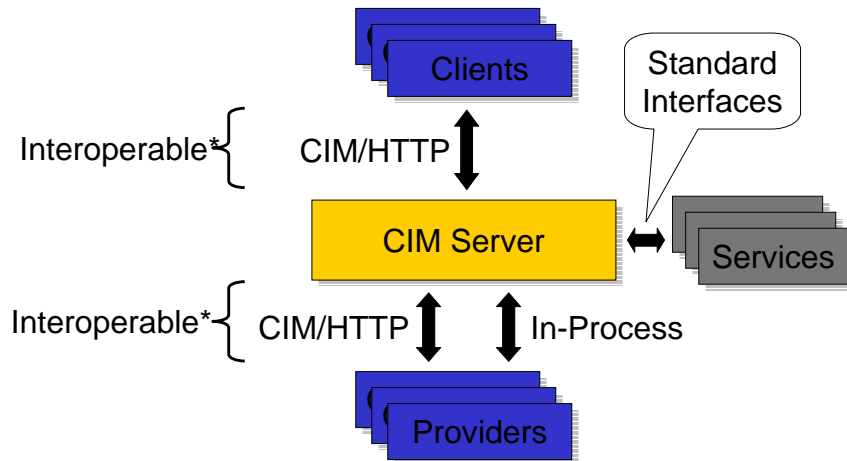 Clients
Standard
Interfaces
Interoperable*
CIM/HTTP
CIM Server
Services
Interoperable*
CIM/HTTP
In-Process
Providers